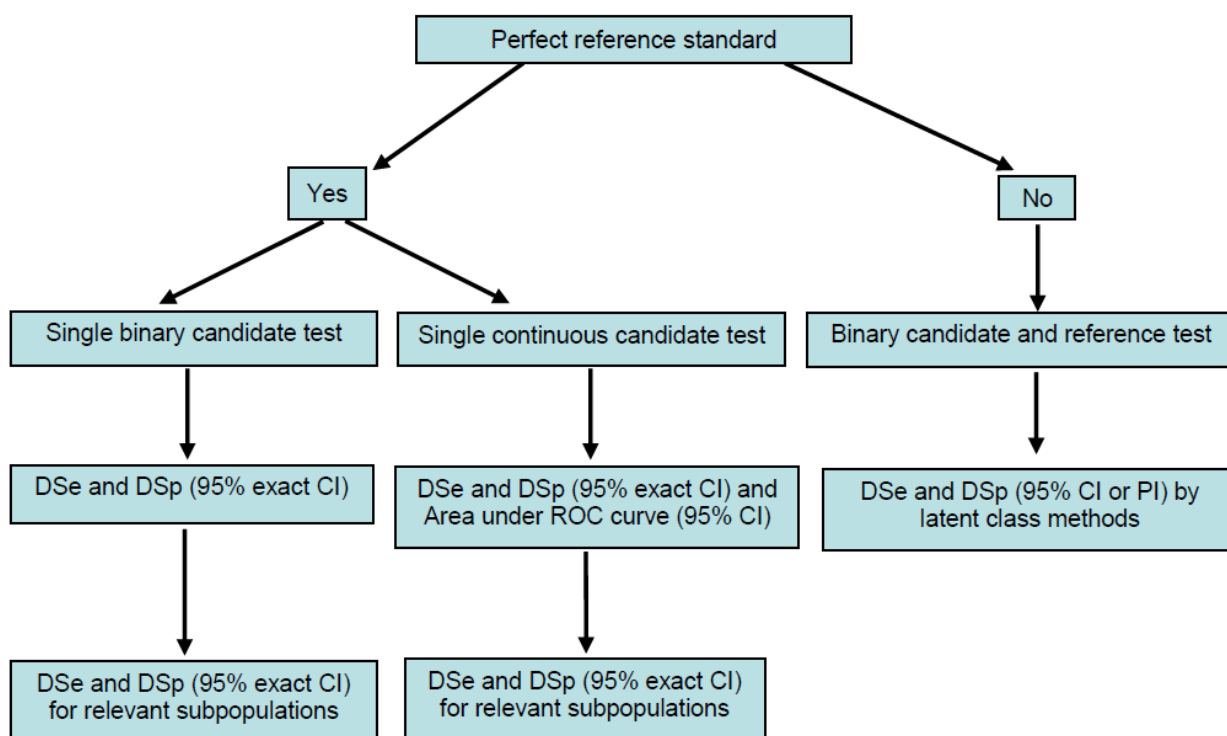 Perfect reference standard
Yes
No
Single binary candidate test
Single continuous candidate test
Binary candidate and reference test
DSe and DSp (95% exact CI)
DSe and DSp (95% exact CI) and
Area under ROC curve (95% CI)
DSe and DSp (95% CI or PI) by
latent class methods
DSe and DSp (95% exact CI)
for relevant subpopulations
DSe and DSp (95% exact CI)
for relevant subpopulations